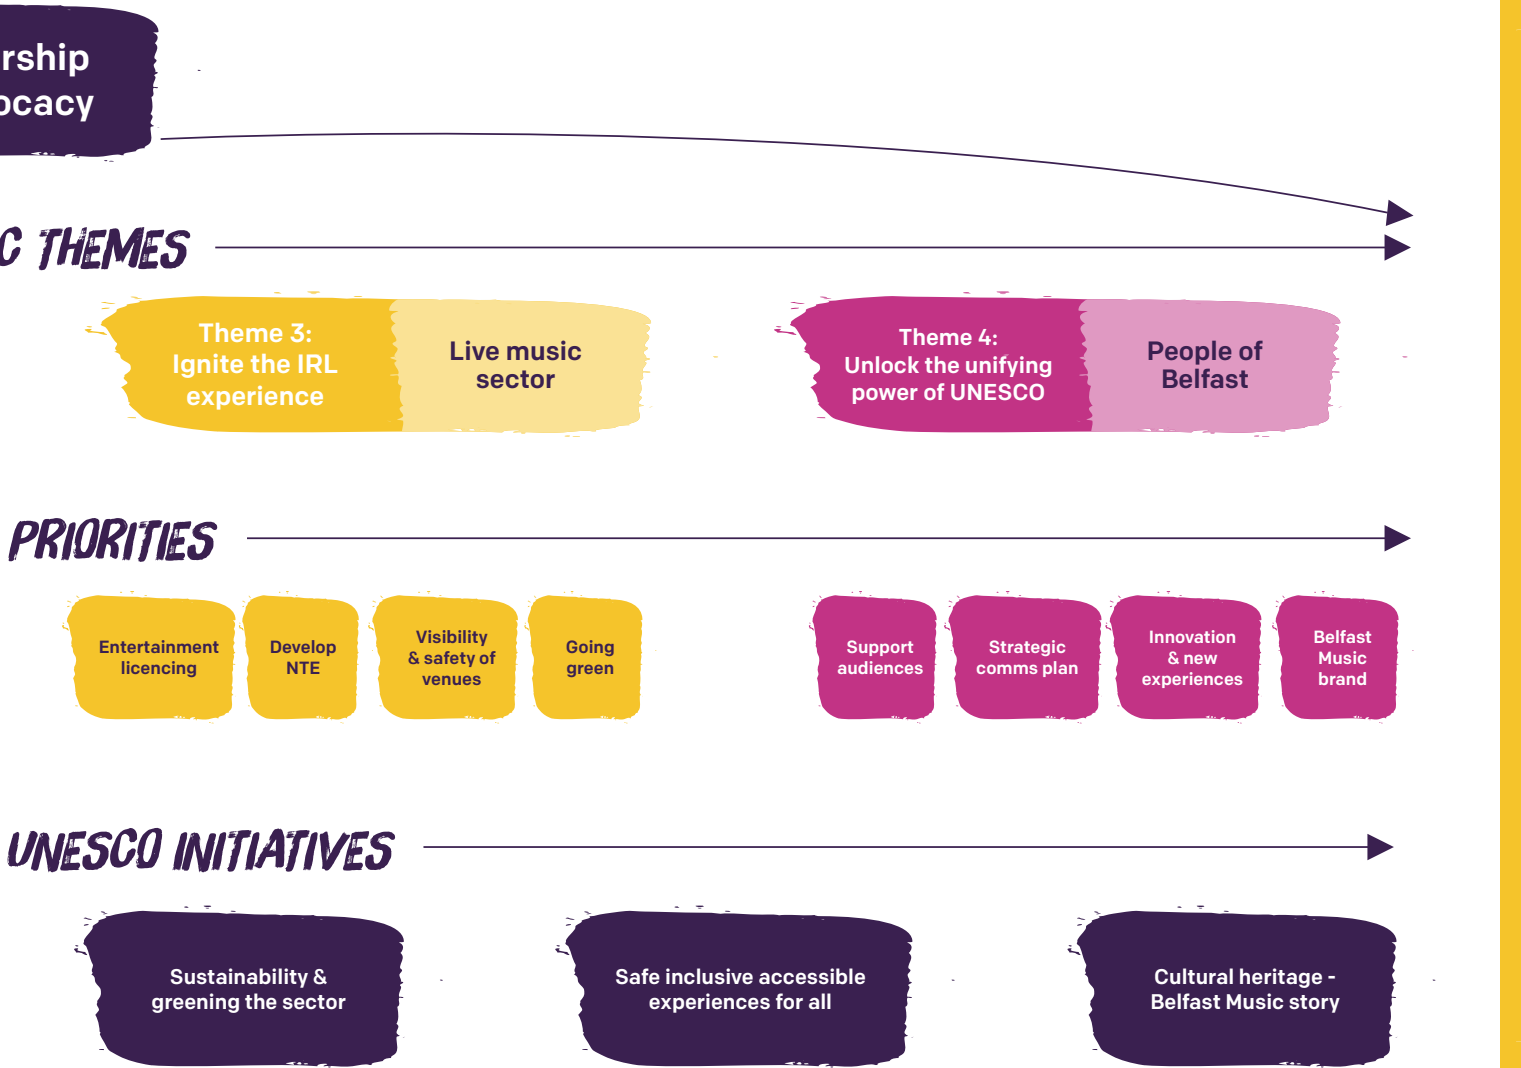 rship
ocacy
C THEMES
Theme 3:
Ignite the IRL
experience
Live music
sector
Theme 4:
Unlock the unifying
power of UNESCO
People of
Belfast
PRIORITIES
Entertainment
licencing
Develop
NTE
Visibility
& safety of
venues
Going
green
Support
audiences
Strategic
comms plan
Innovation
& new
experiences
Belfast
Music
brand
UNESCO INITIATIVES
Sustainability &
greening the sector
Safe inclusive accessible
experiences for all
Cultural heritage -
Belfast Music story